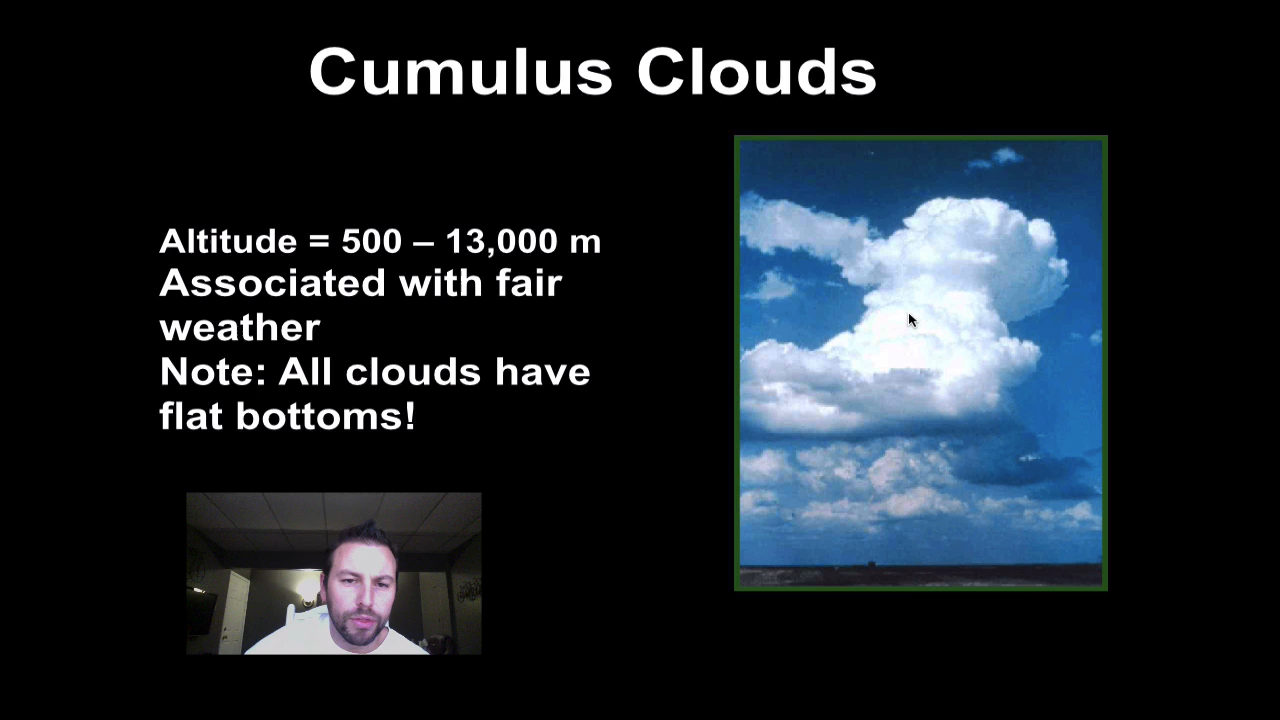 Cumulus Clouds
Altitude = 500 – 13,000 m
Associated with fair
weather
Note: All clouds have
flat bottoms!